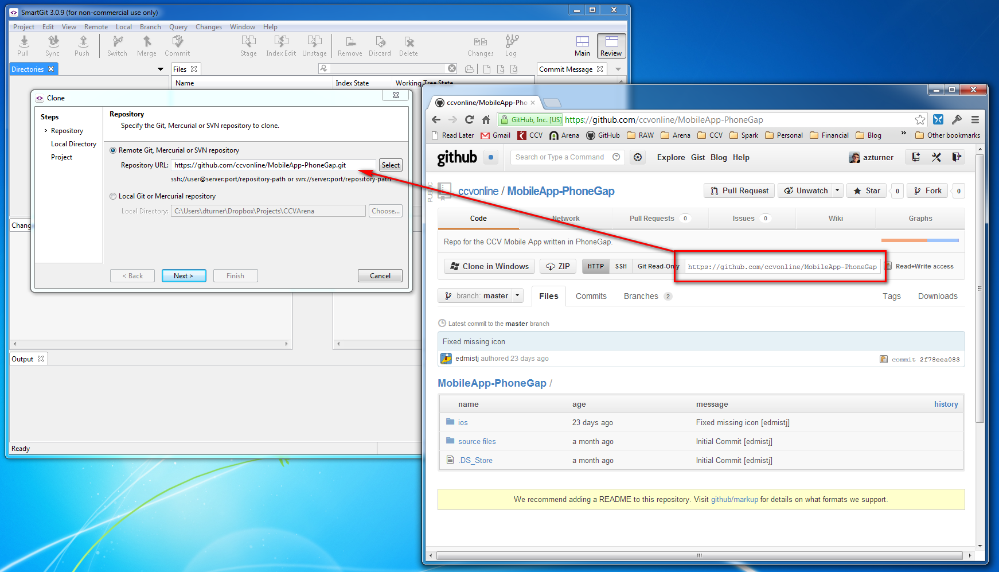 SmartGit 3.0.9 (for non-commercial use only)
Project Edit View Remote Local Branch Query Changes Window Help
Pull Sync Push Switch Merge Commit Stage Index Edit Unstage Remove Discard Delete Changes Log Main Review
Directories
Files
Commit Message
Name Index State Working Tree State
Clone
Steps
Repository
Local Directory
Project
Repository
Specify the Git, Mercurial or SVN repository to clone.
Remote Git, Mercurial or SVN repository
Repository URL: https://github.com/ccvonline/MobileApp-PhoneGap.git Select
ssh://user@server:port/repository-path or svn://server:port/repository-path
Local Git or Mercurial repository
Local Directory: C:\Users\dturner\Dropbox\Projects\CCVArena Choose...
< Back Next > Finish Cancel
Chang
Output
Ready
ccvonline/MobileApp-Pho
GitHub, Inc. [US] https://github.com/ccvonline/MobileApp-PhoneGap
Read Later Gmail CCV Arena GitHub RAW Arena CCV Spark Personal Financial Blog » Other bookmarks
github Search or Type a Command Explore Gist Blog Help azturner
PUBLIC
ccvonline / MobileApp-PhoneGap Pull Request Unwatch Star 0 Fork 0
Code Network Pull Requests 0 Issues 0 Wiki Graphs
Repo for the CCV Mobile App written in PhoneGap.
Clone in Windows ZIP HTTP SSH Git Read-Only https://github.com/ccvonline/MobileApp-PhoneGap Read+Write access
branch: master Files Commits Branches 2 Tags Downloads
Latest commit to the master branch
Fixed missing icon
edmistj authored 23 days ago commit 2f78eea083
MobileApp-PhoneGap /
name age message history
ios 23 days ago Fixed missing icon [edmistj]
source files a month ago Initial Commit [edmistj]
.DS_Store a month ago Initial Commit [edmistj]
We recommend adding a README to this repository. Visit github/markup for details on what formats we support.